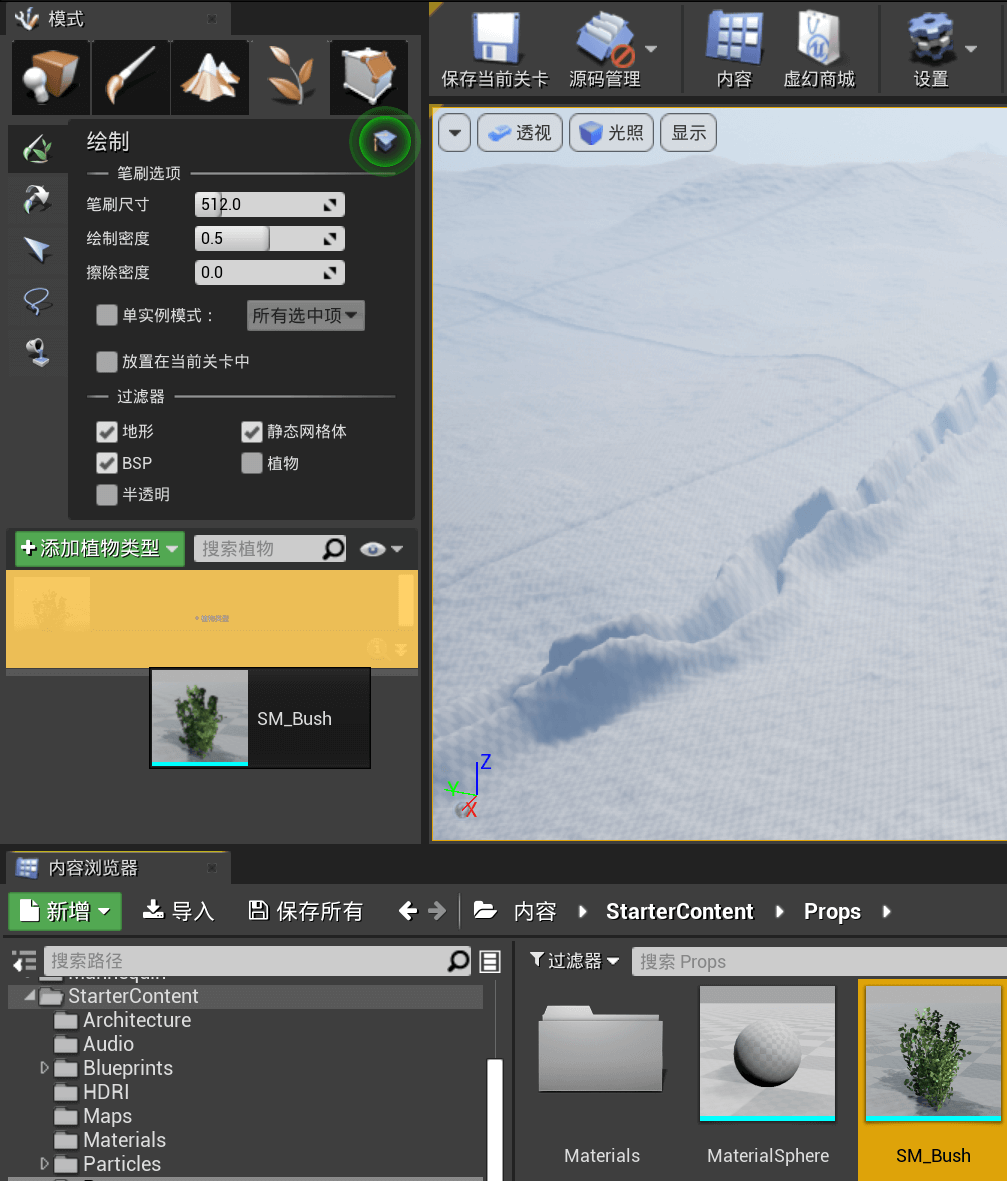 模式
保存当前关卡
源码管理
内容
虚幻商城
设置
透视
光照
显示
绘制
笔刷选项
笔刷尺寸 512.0
绘制密度 0.5
擦除密度 0.0
单实例模式： 所有选中项
放置在当前关卡中
过滤器
地形 静态网格体
BSP 植物
半透明
+添加植物类型 搜索植物
SM_Bush
Z
Y
X
内容浏览器
新增 导入 保存所有 内容 StarterContent Props
搜索路径 过滤器 搜索 Props
StarterContent
Architecture
Audio
Blueprints
HDRI
Maps
Materials
Particles
Materials
MaterialSphere
SM_Bush